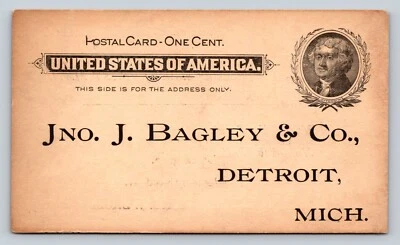 POSTAL CARD - ONE CENT.
UNITED STATES OF AMERICA.
THIS SIDE IS FOR THE ADDRESS ONLY.
JNO. J. BAGLEY & CO.,
DETROIT,
MICH.